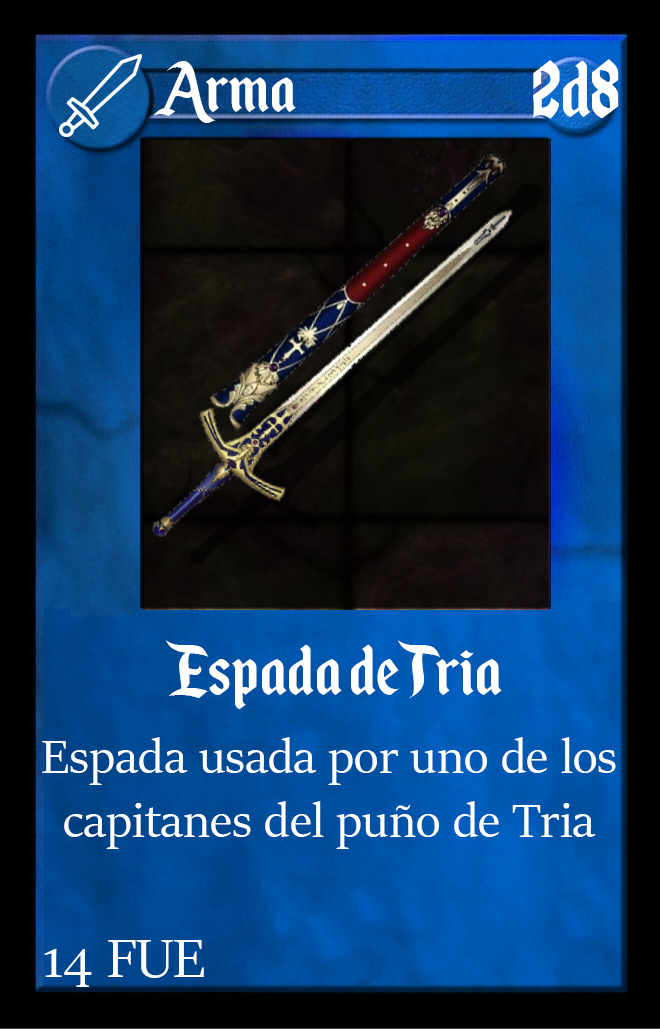 Arma
2d8
Espada de Tria
Espada usada por uno de los
capitanes del puño de Tria
14 FUE